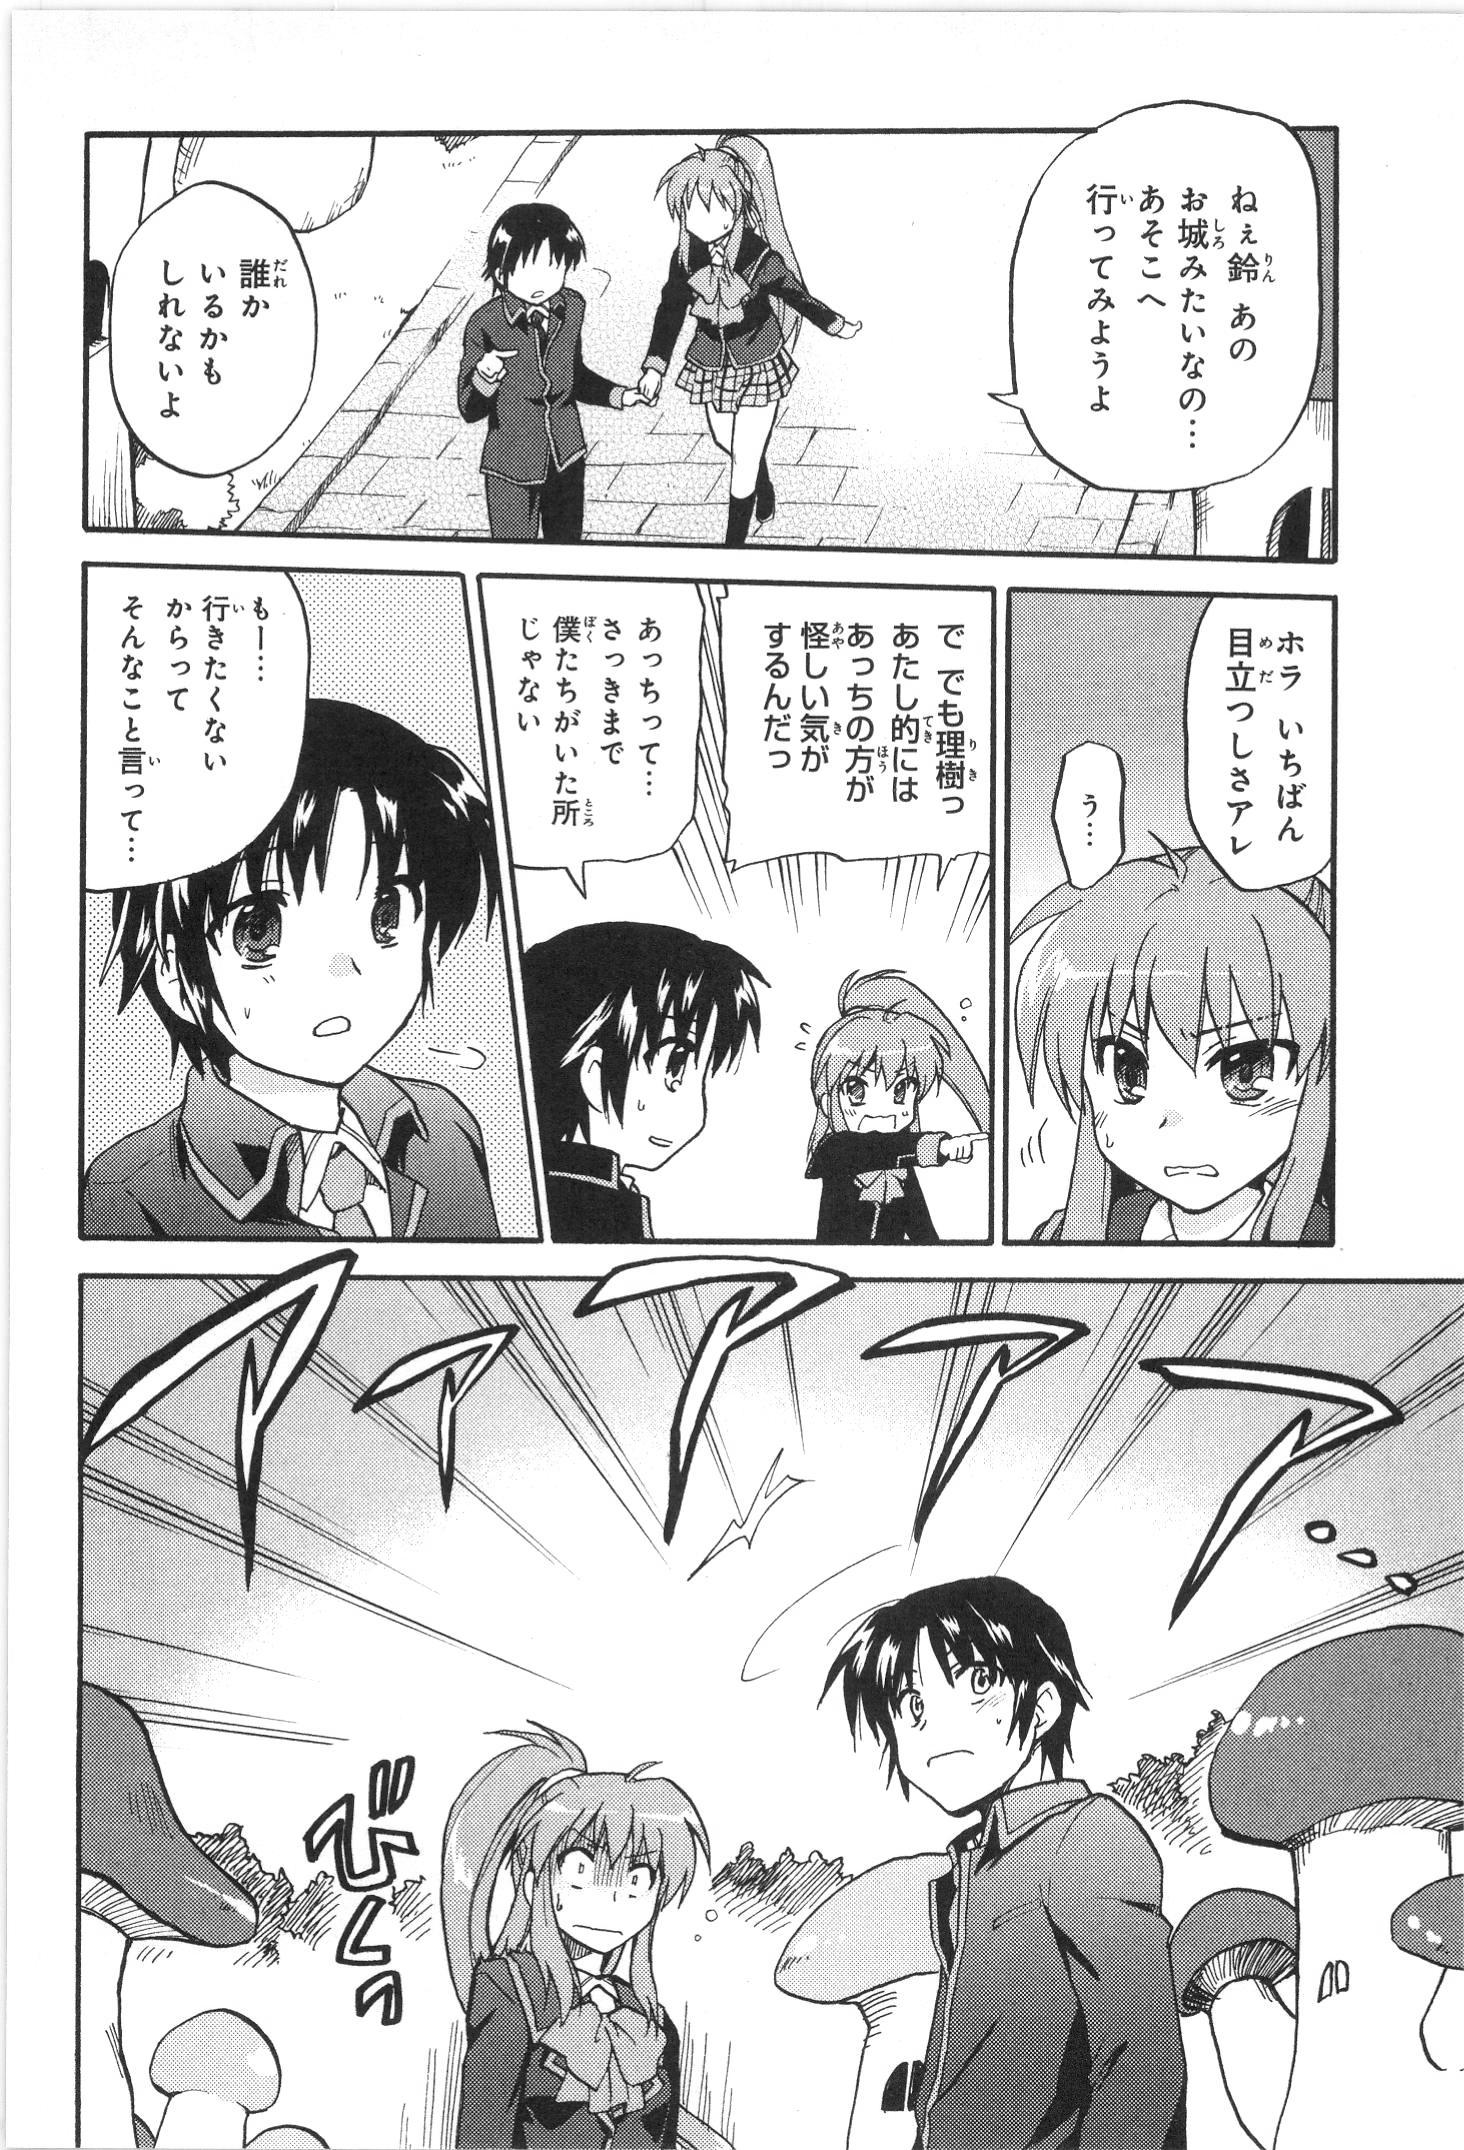 ねぇ鈴 あの
お城みたいなの…
あそこへ
行ってみようよ
誰か
いるかも
しれないよ
ホラ いちばん
目立つしさアレ
う…
で でも理樹っ
あたし的には
あっちの方が
怪しい気が
するんだっ
あっちって…
さっきまで
僕たちがいた所
じゃない
もー…
行きたくない
からって
そんなこと言って…
アアアアア…
びくっ